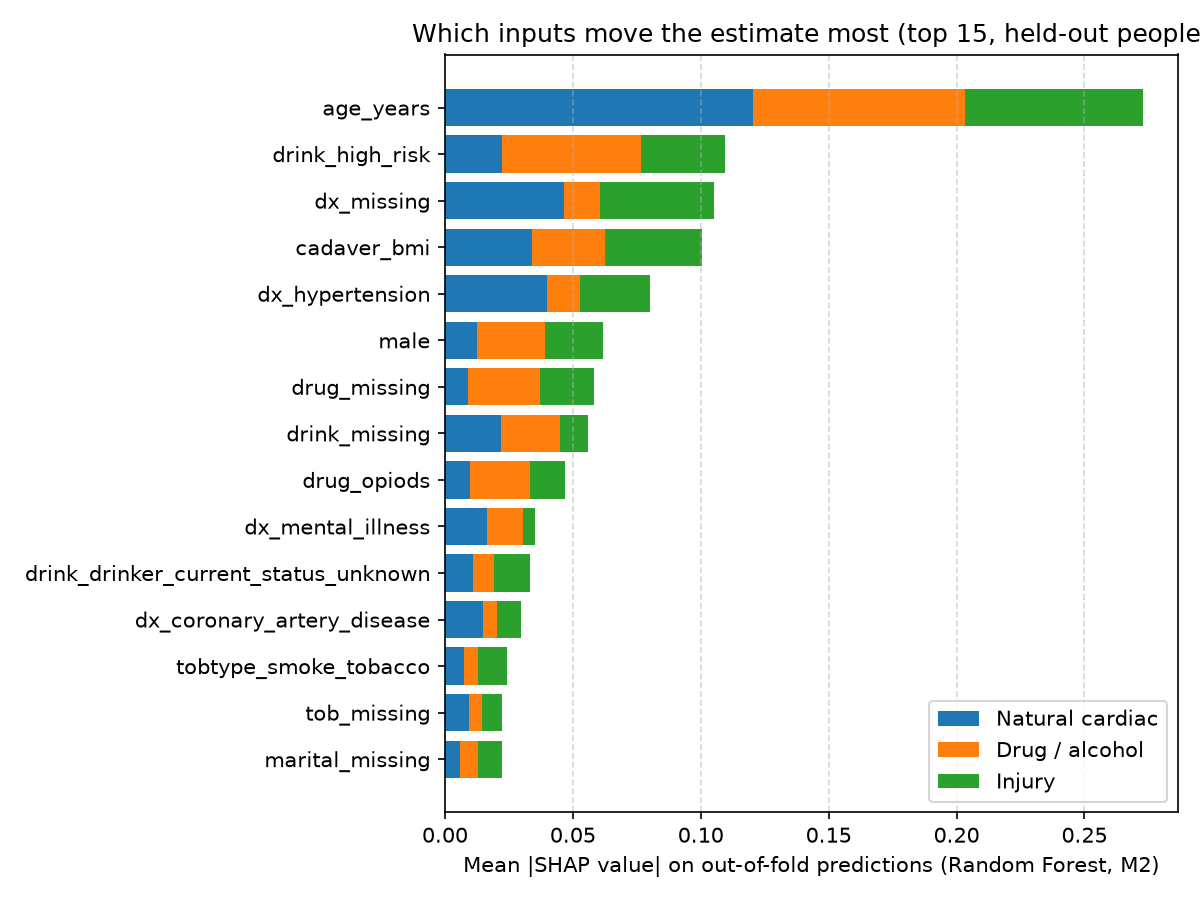 Which inputs move the estimate most (top 15, held-out people
age_years
drink_high_risk
dx_missing
cadaver_bmi
dx_hypertension
male
drug_missing
drink_missing
drug_opiods
dx_mental_illness
drink_drinker_current_status_unknown
dx_coronary_artery_disease
tobtype_smoke_tobacco
tob_missing
marital_missing
Natural cardiac
Drug / alcohol
Injury
0.00 0.05 0.10 0.15 0.20 0.25
Mean |SHAP value| on out-of-fold predictions (Random Forest, M2)